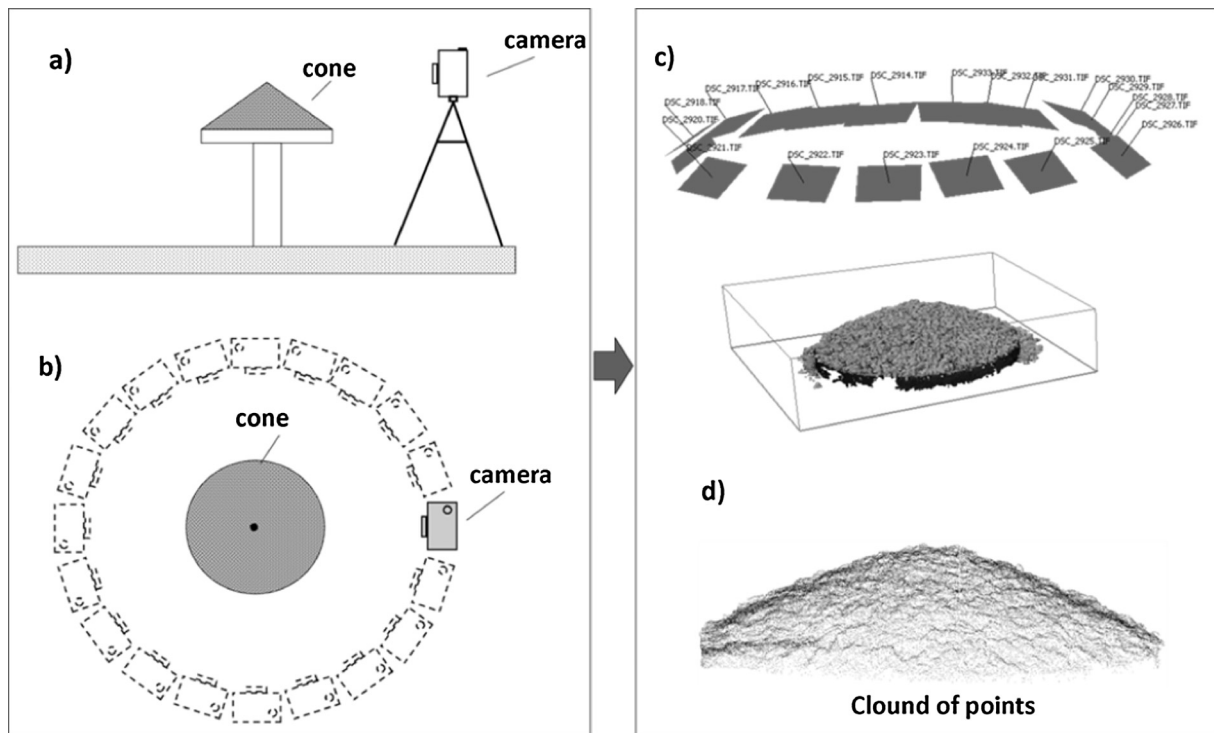 a)
camera
cone
b)
cone
camera
c)
DSC_2914.TIF
DSC_2915.TIF
DSC_2916.TIF
DSC_2917.TIF
DSC_2918.TIF
DSC_2920.TIF
DSC_2921.TIF
DSC_2933.TIF
DSC_2932.TIF
DSC_2931.TIF
DSC_2930.TIF
DSC_2929.TIF
DSC_2928.TIF
DSC_2927.TIF
DSC_2926.TIF
DSC_2922.TIF
DSC_2923.TIF
DSC_2924.TIF
DSC_2925.TIF
d)
Clound of points